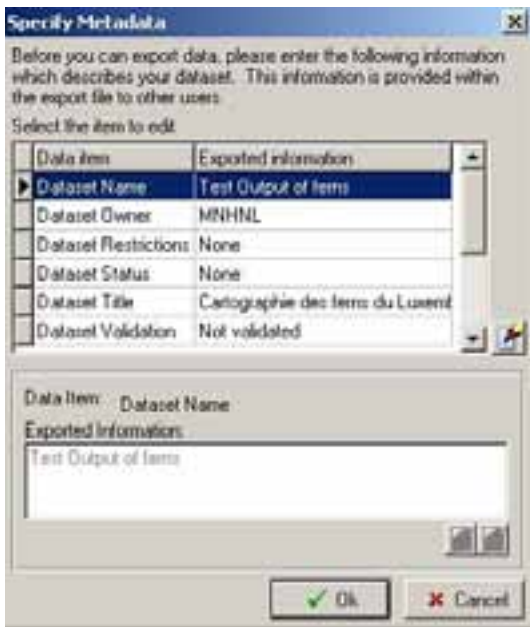 Specify Metadata
Before you can export data, please enter the following information
which describes your dataset. This information is provided within
the export file to other users
Select the item to edit
Data item Exported information
Dataset Name Test Output of ferns
Dataset Owner MNHNL
Dataset Restrictions None
Dataset Status None
Dataset Title Cartographie des ferns du Luxemb
Dataset Validation Not validated
Data Item: Dataset Name
Exported Information:
Test Output of ferns
Ok Cancel